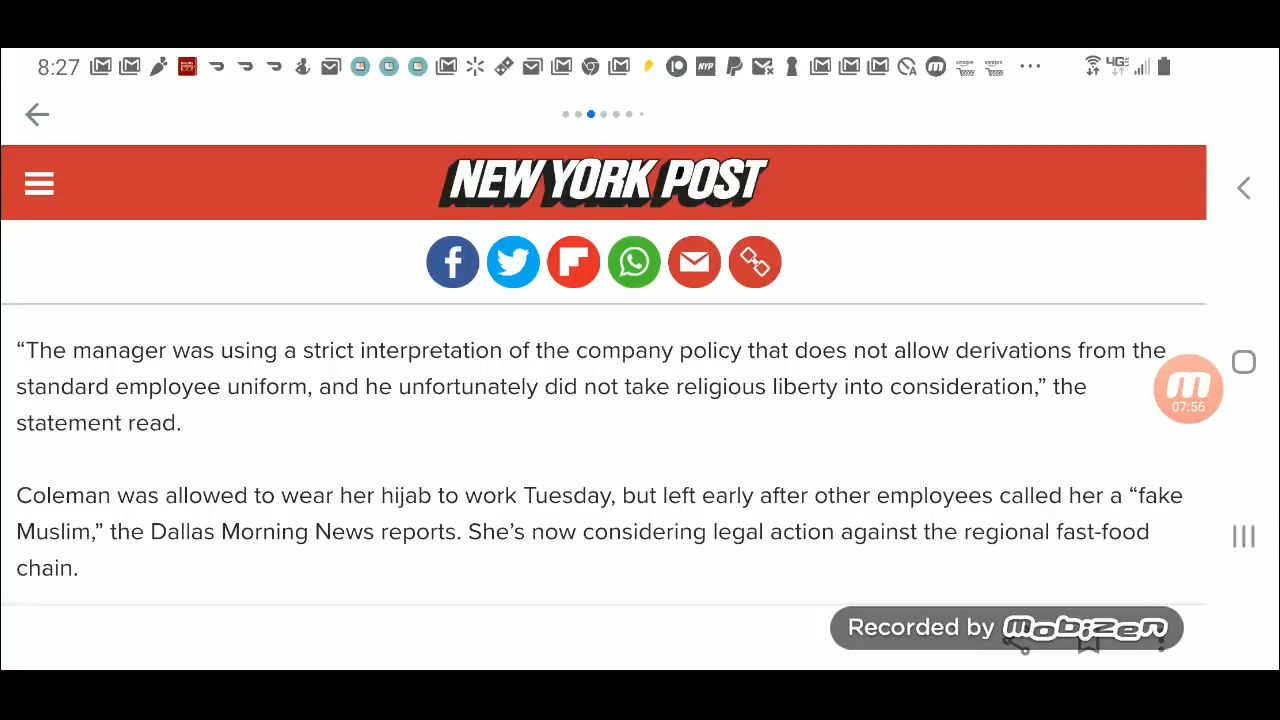 8:27
4G
NEW YORK POST
“The manager was using a strict interpretation of the company policy that does not allow derivations from the
standard employee uniform, and he unfortunately did not take religious liberty into consideration,” the
statement read.
07:56
Coleman was allowed to wear her hijab to work Tuesday, but left early after other employees called her a “fake
Muslim,” the Dallas Morning News reports. She’s now considering legal action against the regional fast-food
chain.
Recorded by mobizen